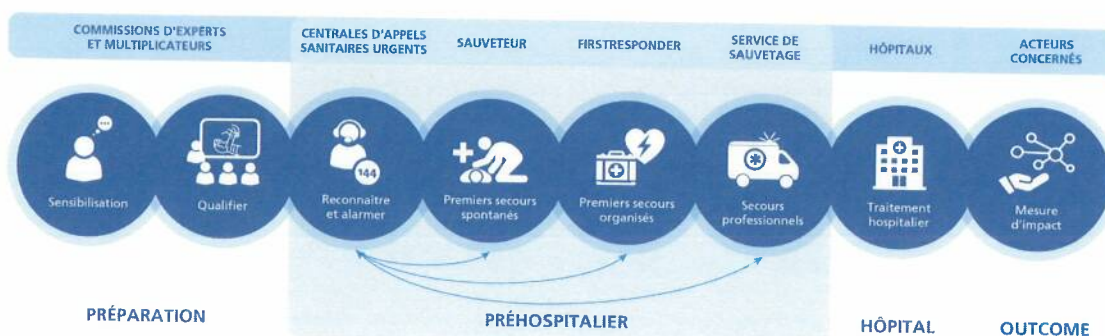 COMMISSIONS D'EXPERTS
ET MULTIPLICATEURS
CENTRALES D'APPELS
SANITAIRES URGENTS
SAUVETEUR
FIRSTRESPONDER
SERVICE DE
SAUVETAGE
HÔPITAUX
ACTEURS
CONCERNÉS
Sensibilisation
Qualifier
144
Reconnaître
et alarmer
Premiers secours
spontanés
Premiers secours
organisés
Secours
professionnels
Traitement
hospitalier
Mesure
d'impact
PRÉPARATION
PRÉHOSPITALIER
HÔPITAL
OUTCOME